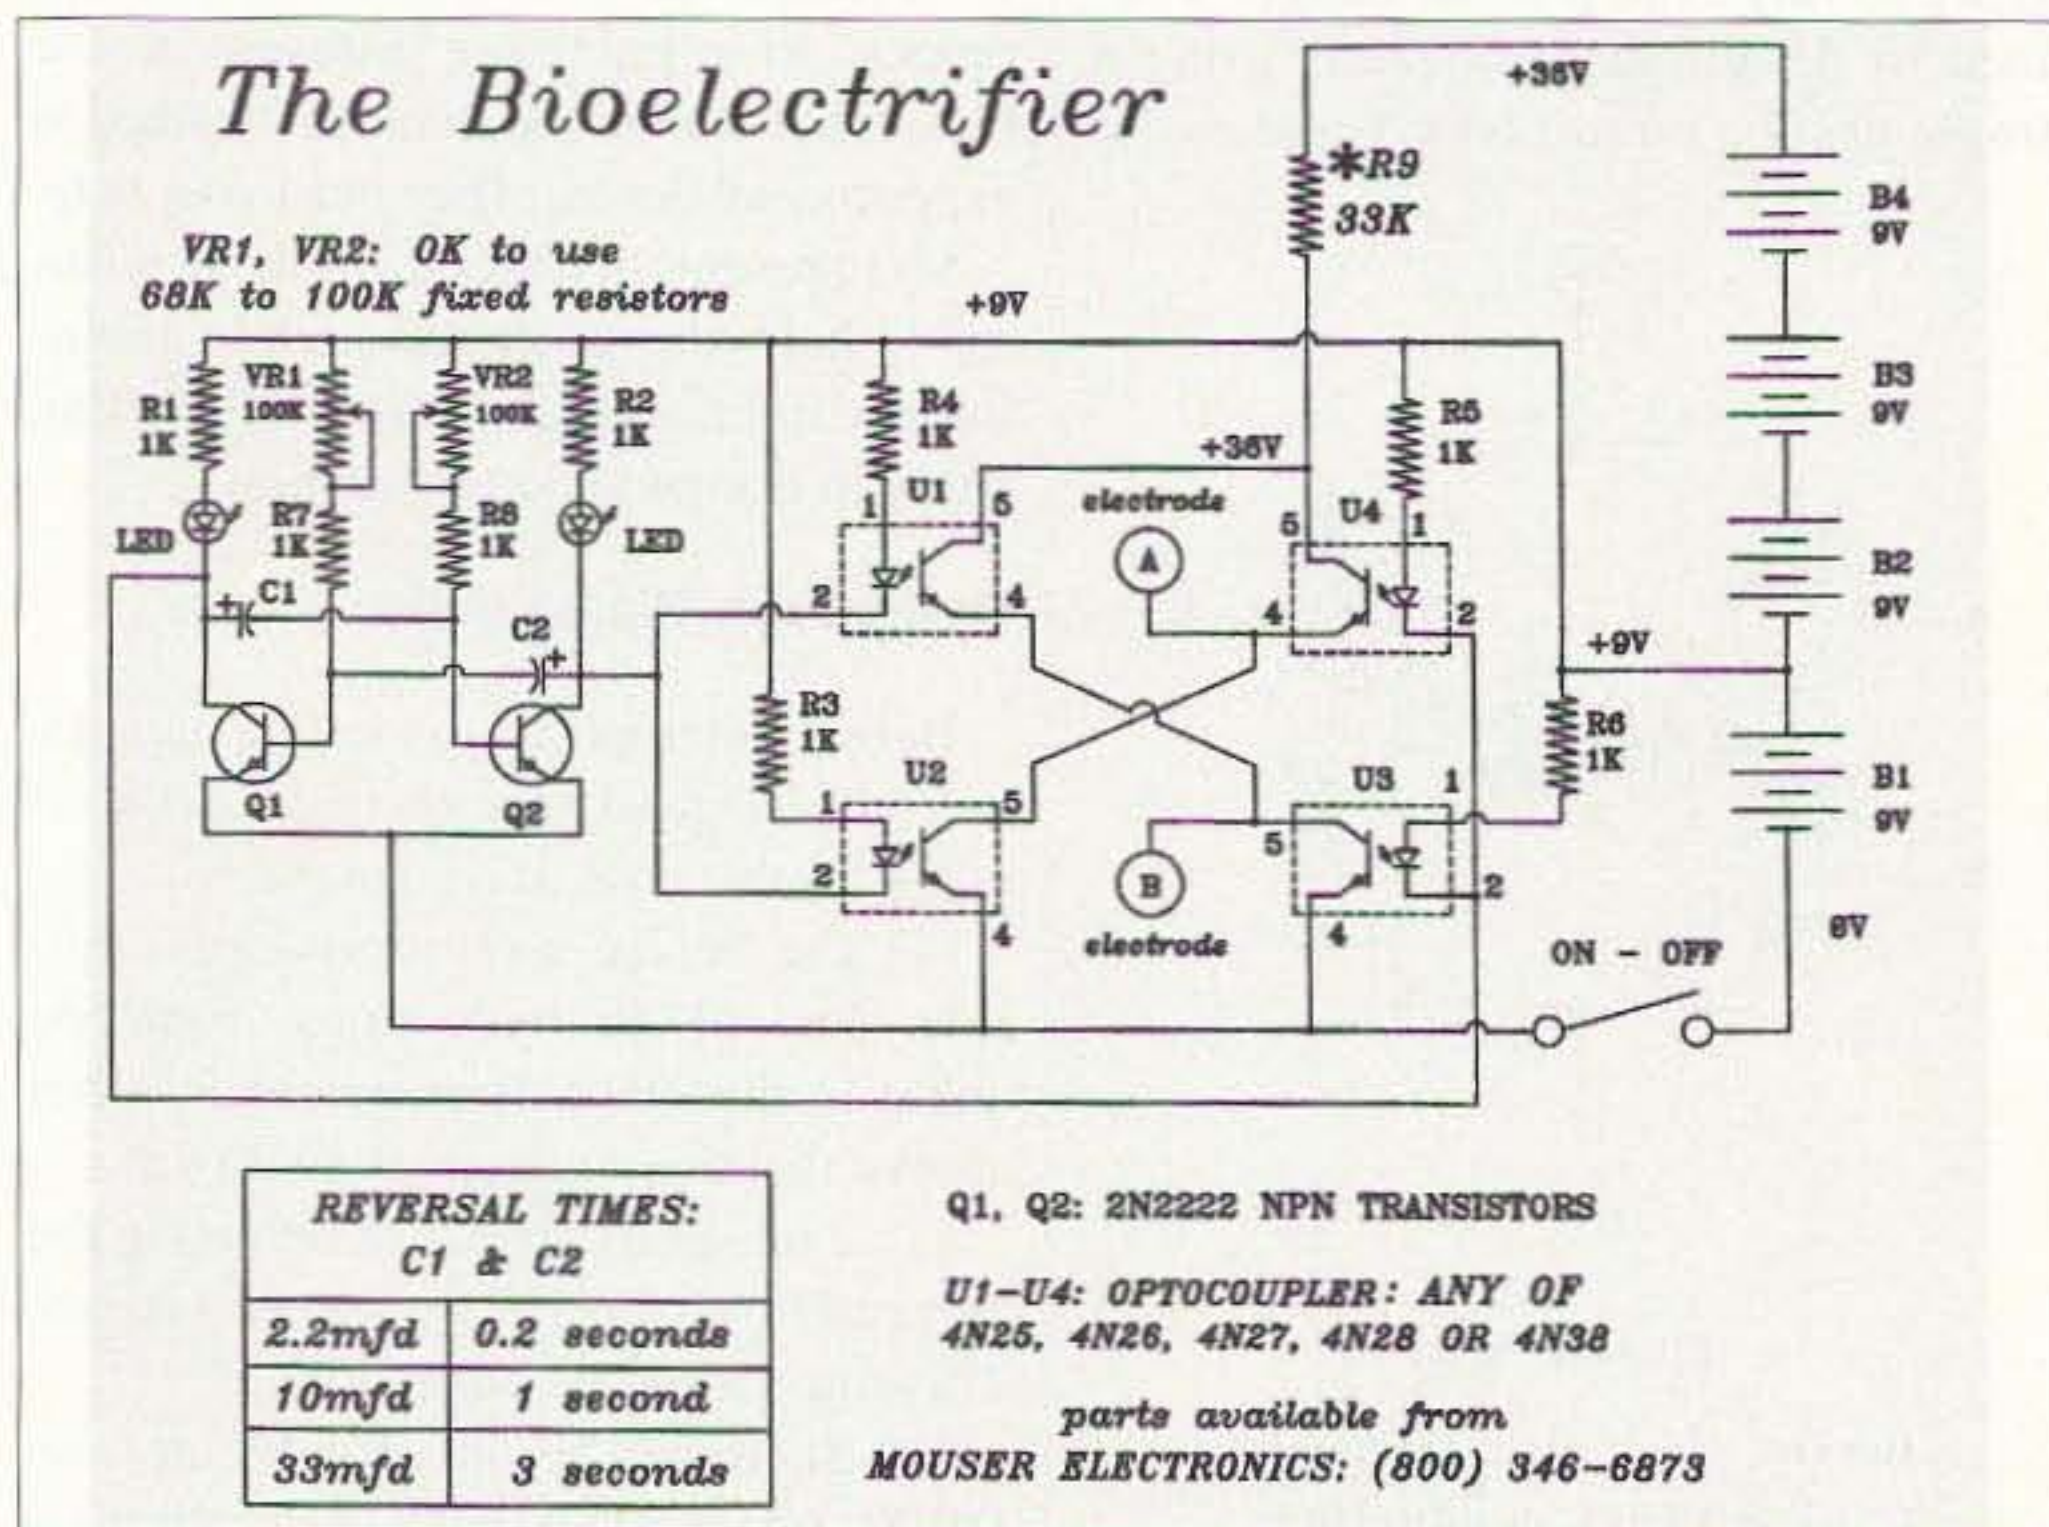 The Bioelectrifier
+36V
*R9
33K
B4
9V
VR1, VR2: OK to use
68K to 100K fixed resistors
+9V
R1
1K
VR1
100K
VR2
100K
R2
1K
R4
1K
R5
1K
B3
9V
+36V
LED
R7
1K
R8
1K
LED
U1
1
5
2
4
electrode
A
U4
5
1
4
2
B2
9V
+ C1
C2
+
+9V
Q1
Q2
R3
1K
U2
1
5
2
4
U3
1
5
2
4
R6
1K
B1
9V
B
electrode
ON - OFF
0V
REVERSAL TIMES:
C1 & C2
2.2mfd 0.2 seconds
10mfd 1 second
33mfd 3 seconds
Q1, Q2: 2N2222 NPN TRANSISTORS
U1-U4: OPTOCOUPLER: ANY OF
4N25, 4N26, 4N27, 4N28 OR 4N38
parts available from
MOUSER ELECTRONICS: (800) 346-6873